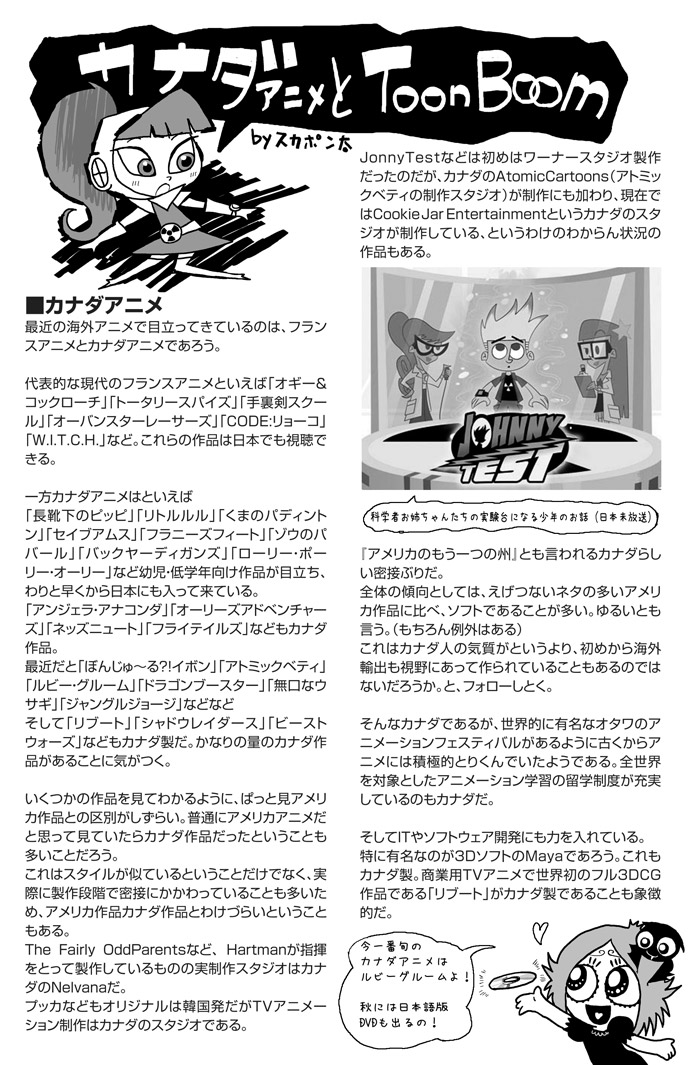 カナダアニメとToonBoom
byスカポン太
■カナダアニメ
最近の海外アニメで目立ってきているのは、フラン
スアニメとカナダアニメであろう。
代表的な現代のフランスアニメといえば「オギー&
コックローチ」「トータリースパイズ」「手裏剣スクー
ル」「オーバンスターレーサーズ」「CODE:リョーコ」
「W.I.T.C.H.」など。これらの作品は日本でも視聴で
きる。
一方カナダアニメはといえば
「長靴下のピッピ」「リトルルル」「くまのパディント
ン」「セイブアムス」「フラニーズフィート」「ゾウのバ
バール」「バックヤーディガンズ」「ローリー・ポー
リー・オーリー」など幼児・低学年向け作品が目立ち、
わりと早くから日本にも入って来ている。
「アンジェラ・アナコンダ」「オーリーズアドベンチャー
ズ」「ネッズニュート」「フライテイルズ」などもカナダ
作品。
最近だと「ぼんじゅ〜る?!イボン」「アトミックベティ」
「ルビー・グルーム」「ドラゴンブースター」「無口なウ
サギ」「ジャングルジョージ」などなど
そして「リブート」「シャドウレイダース」「ビースト
ウォーズ」などもカナダ製だ。かなりの量のカナダ作
品があることに気がつく。
いくつかの作品を見てわかるように、ぱっと見アメリ
カ作品との区別がしずらい。普通にアメリカアニメだ
と思って見ていたらカナダ作品だったということも
多いことだろう。
これはスタイルが似ているということだけでなく、実
際に製作段階で密接にかかわっていることも多いた
め、アメリカ作品カナダ作品とわけづらいということ
もある。
The Fairly OddParentsなど、Hartmanが指揮
をとって製作しているものの実制作スタジオはカナ
ダのNelvanaだ。
プッカなどもオリジナルは韓国発だがTVアニメー
ション制作はカナダのスタジオである。
JonnyTestなどは初めはワーナースタジオ製作
だったのだが、カナダのAtomicCartoons(アトミッ
クベティの制作スタジオ)が制作にも加わり、現在で
はCookie Jar Entertainmentというカナダのスタ
ジオが制作している、というわけのわからん状況の
作品もある。
JOHNNY
TEST
科学者お姉ちゃんたちの実験台になる少年のお話(日本未放送)
『アメリカのもう一つの州』とも言われるカナダらし
い密接ぶりだ。
全体の傾向としては、えげつないネタの多いアメリ
カ作品に比べ、ソフトであることが多い。ゆるいとも
言う。(もちろん例外はある)
これはカナダ人の気質がというより、初めから海外
輸出も視野にあって作られていることもあるのでは
ないだろうか。と、フォローしとく。
そんなカナダであるが、世界的に有名なオタワのア
ニメーションフェスティバルがあるように古くからア
ニメには積極的とりくんでいたようである。全世界
を対象としたアニメーション学習の留学制度が充実
しているのもカナダだ。
そしてITやソフトウェア開発にも力を入れている。
特に有名なのが3DソフトのMayaであろう。これも
カナダ製。商業用TVアニメで世界初のフル3DCG
作品である「リブート」がカナダ製であることも象徴
的だ。
今一番旬の
カナダアニメは
ルビーグルームよ!
秋には日本語版
DVDも出るの!